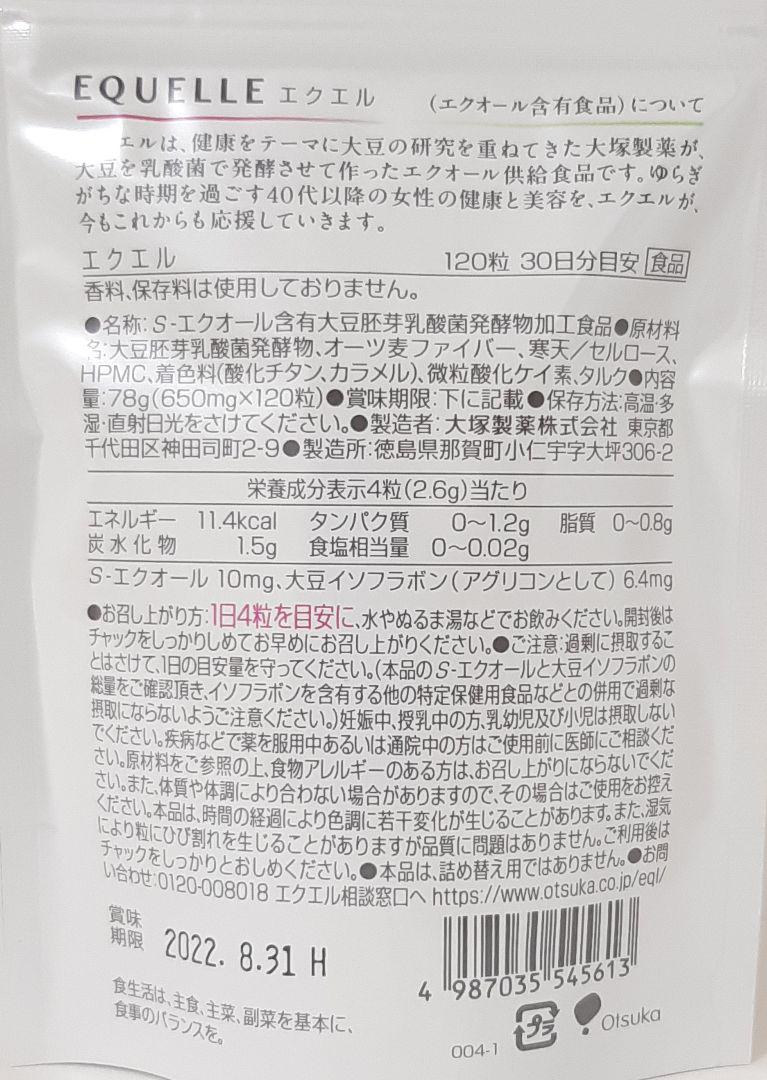 EQUELLE エクエル (エクオール含有食品)について
エルは、健康をテーマに大豆の研究を重ねてきた大塚製薬が、
大豆を乳酸菌で発酵させて作ったエクオール供給食品です。ゆらぎ
がちな時期を過ごす40代以降の女性の健康と美容を、エクエルが、
今もこれからも応援していきます。
エクエル 120粒 30日分目安 食品
香料、保存料は使用しておりません。
●名称:S-エクオール含有大豆胚芽乳酸菌発酵物加工食品●原材料
名:大豆胚芽乳酸菌発酵物、オーツ麦ファイバー、寒天/セルロース、
HPMC、着色料(酸化チタン、カラメル)、微粒酸化ケイ素、タルク●内容
量:78g(650mg×120粒)●賞味期限:下に記載●保存方法:高温・多
湿・直射日光をさけてください。●製造者:大塚製薬株式会社 東京都
千代田区神田司町2-9●製造所:徳島県那賀町小仁宇字大坪306-2
栄養成分表示4粒(2.6g)当たり
エネルギー 11.4kcal タンパク質 0〜1.2g 脂質 0〜0.8g
炭水化物 1.5g 食塩相当量 0〜0.02g
S-エクオール 10mg、大豆イソフラボン(アグリコンとして) 6.4mg
●お召し上がり方:1日4粒を目安に、水やぬるま湯などでお飲みください。開封後は
チャックをしっかりしめてお早めにお召し上がりください。●ご注意:過剰に摂取するこ
とはさけて、1日の目安量を守ってください。(本品のS-エクオールと大豆イソフラボンの
総量をご確認頂き、イソフラボンを含有する他の特定保健用食品などとの併用で過剰な
摂取にならないようご注意ください。)妊娠中、授乳中の方、乳幼児及び小児は摂取しない
でください。疾病などで薬を服用中あるいは通院中の方はご使用前に医師にご相談くだ
さい。原材料をご参照の上、食物アレルギーのある方は、お召し上がりにならないでくだ
さい。また、体質や体調により合わない場合がありますので、その場合はご使用をお控え
ください。本品は、時間の経過により色調に若干変化が生じることがあります。また、湿気
により粒にひび割れを生じることがありますが品質に問題はありません。ご利用後は
チャックをしっかりとおしめください。●本品は、詰め替え用ではありません。●お問
い合わせ:0120-008018 エクエル相談窓口へ https://www.otsuka.co.jp/eql/
賞味
期限 2022. 8.31 H
4 987035 545613
食生活は、主食、主菜、副菜を基本に、
食事のバランスを。
プラ Otsuka
004-1